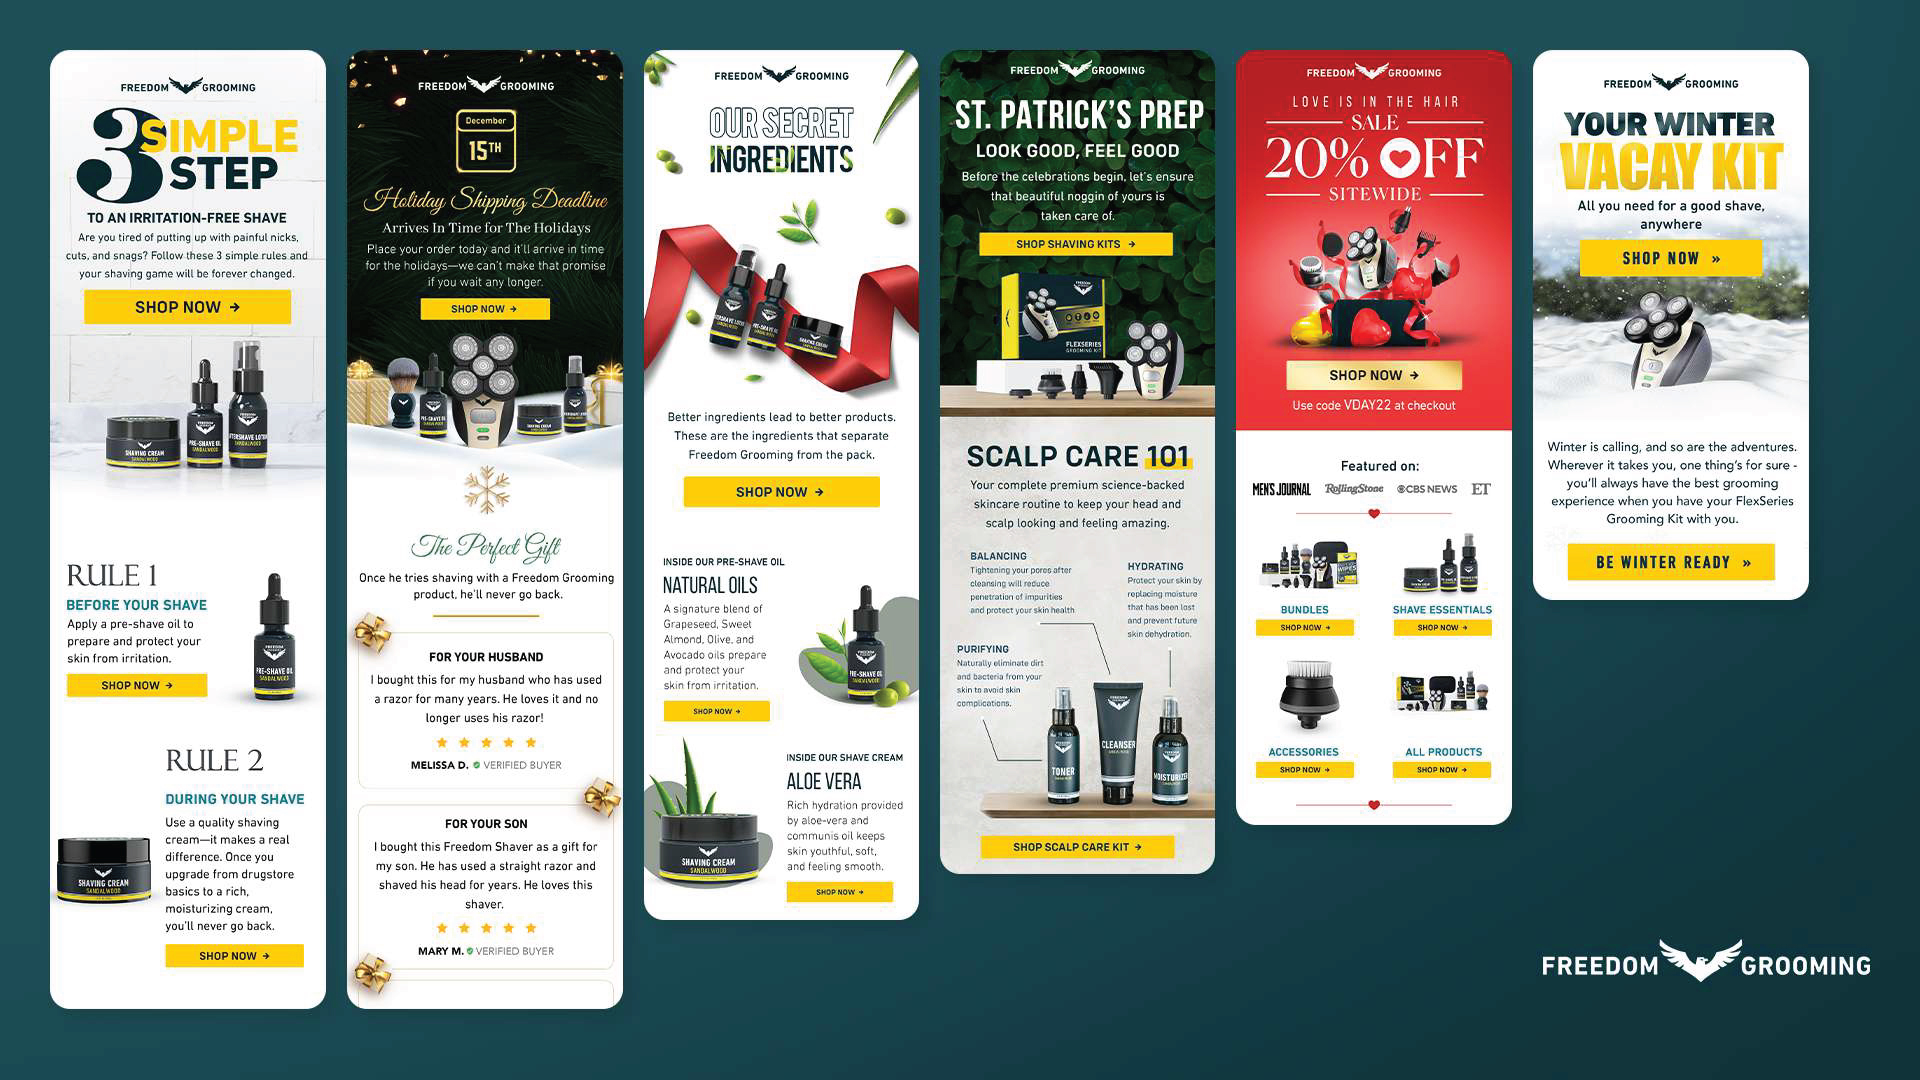 FREEDOM GROOMING
3 SIMPLE
STEP
TO AN IRRITATION-FREE SHAVE
Are you tired of putting up with painful nicks,
cuts, and snags? Follow these 3 simple rules and
your shaving game will be forever changed.
SHOP NOW →
SHAVING CREAM
SANDALWOOD
PRE-SHAVE OIL
SANDALWOOD
FREEDOM
AFTERSHAVE LOTION
SANDALWOOD
RULE 1
BEFORE YOUR SHAVE
Apply a pre-shave oil to
prepare and protect your
skin from irritation.
SHOP NOW →
PRE-SHAVE OIL
SANDALWOOD
RULE 2
DURING YOUR SHAVE
Use a quality shaving
cream—it makes a real
difference. Once you
upgrade from drugstore
basics to a rich,
moisturizing cream,
you'll never go back.
SHOP NOW →
SHAVING CREAM
SANDALWOOD
FREEDOM GROOMING
December
15TH
Holiday Shipping Deadline
Arrives In Time for The Holidays
Place your order today and it'll arrive in time
for the holidays—we can't make that promise
if you wait any longer.
SHOP NOW →
The Perfect Gift
Once he tries shaving with a Freedom Grooming
product, he'll never go back.
FOR YOUR HUSBAND
I bought this for my husband who has used
a razor for many years. He loves it and no
longer uses his razor!
MELISSA D. VERIFIED BUYER
FOR YOUR SON
I bought this Freedom Shaver as a gift for
my son. He has used a straight razor and
shaved his head for years. He loves this
shaver.
MARY M. VERIFIED BUYER
FREEDOM GROOMING
OUR SECRET
INGREDIENTS
Better ingredients lead to better products.
These are the ingredients that separate
Freedom Grooming from the pack.
SHOP NOW →
INSIDE OUR PRE-SHAVE OIL
NATURAL OILS
A signature blend of
Grapeseed, Sweet
Almond, Olive, and
Avocado oils prepare
and protect your
skin from irritation.
SHOP NOW →
PRE-SHAVE OIL
SANDALWOOD
INSIDE OUR SHAVE CREAM
ALOE VERA
Rich hydration provided
by aloe-vera and
communis oil keeps
skin youthful, soft,
and feeling smooth.
SHOP NOW →
SHAVING CREAM
SANDALWOOD
FREEDOM GROOMING
ST. PATRICK'S PREP
LOOK GOOD, FEEL GOOD
Before the celebrations begin, let's ensure
that beautiful noggin of yours is
taken care of.
SHOP SHAVING KITS →
FREEDOM
FLEXSERIES
GROOMING KIT
SCALP CARE 101
Your complete premium science-backed
skincare routine to keep your head and
scalp looking and feeling amazing.
BALANCING
Tightening your pores after
cleansing will reduce
penetration of impurities
and protect your skin health
HYDRATING
Protect your skin by
replacing moisture
that has been lost
and prevent future
skin dehydration.
PURIFYING
Naturally eliminate dirt
and bacteria from your
skin to avoid skin
complications.
TONER
CLEANSER
MOISTURIZER
SHOP SCALP CARE KIT →
FREEDOM GROOMING
LOVE IS IN THE HAIR
SALE
20% OFF
SITEWIDE
SHOP NOW →
Use code VDAY22 at checkout
Featured on:
MEN'S JOURNAL RollingStone CBS NEWS ET
BUNDLES
SHOP NOW →
SHAVE ESSENTIALS
SHOP NOW →
ACCESSORIES
SHOP NOW →
ALL PRODUCTS
SHOP NOW →
FREEDOM GROOMING
YOUR WINTER
VACAY KIT
All you need for a good shave,
anywhere
SHOP NOW »
Winter is calling, and so are the adventures.
Wherever it takes you, one thing's for sure -
you'll always have the best grooming
experience when you have your FlexSeries
Grooming Kit with you.
BE WINTER READY »
FREEDOM GROOMING